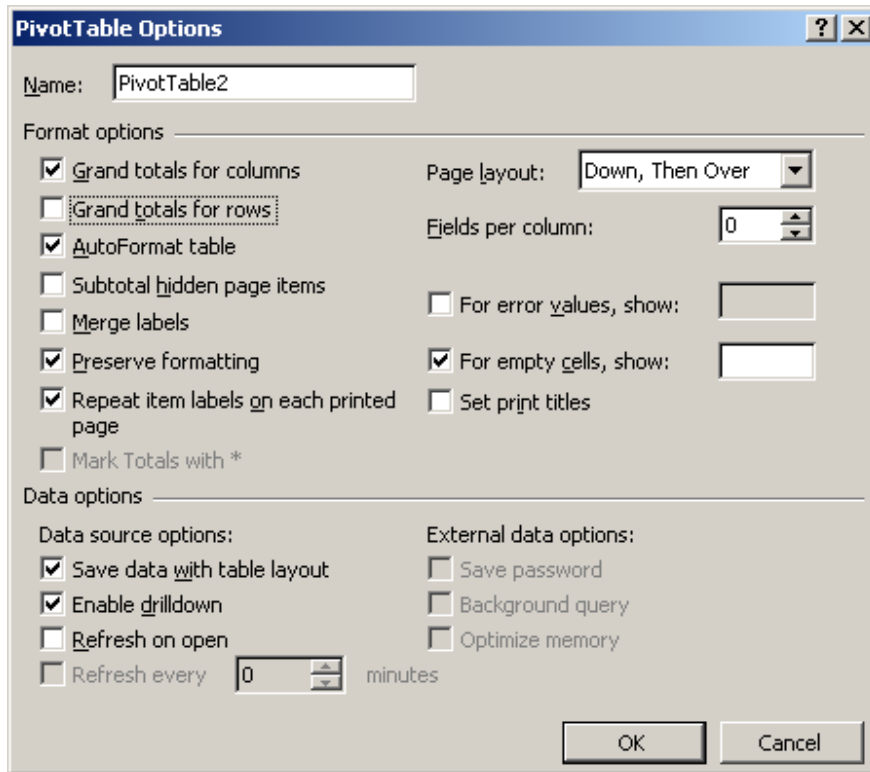 PivotTable Options
Name: PivotTable2
Format options
Grand totals for columns
Page layout: Down, Then Over
Grand totals for rows
Fields per column: 0
AutoFormat table
Subtotal hidden page items
For error values, show:
Merge labels
Preserve formatting
For empty cells, show:
Repeat item labels on each printed
page
Set print titles
Mark Totals with *
Data options
Data source options:
External data options:
Save data with table layout
Save password
Enable drilldown
Background query
Refresh on open
Optimize memory
Refresh every 0 minutes
OK
Cancel